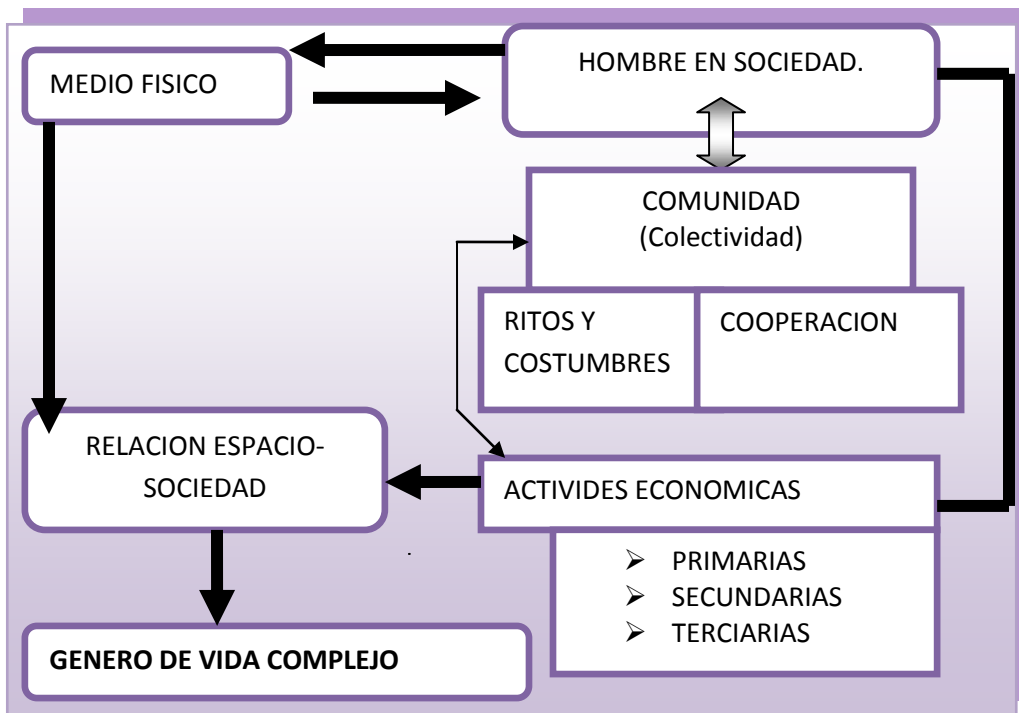 MEDIO FISICO
HOMBRE EN SOCIEDAD.
COMUNIDAD
(Colectividad)
RITOS Y
COSTUMBRES
COOPERACION
RELACION ESPACIO-
SOCIEDAD
ACTIVIDES ECONOMICAS
➢ PRIMARIAS
➢ SECUNDARIAS
➢ TERCIARIAS
GENERO DE VIDA COMPLEJO